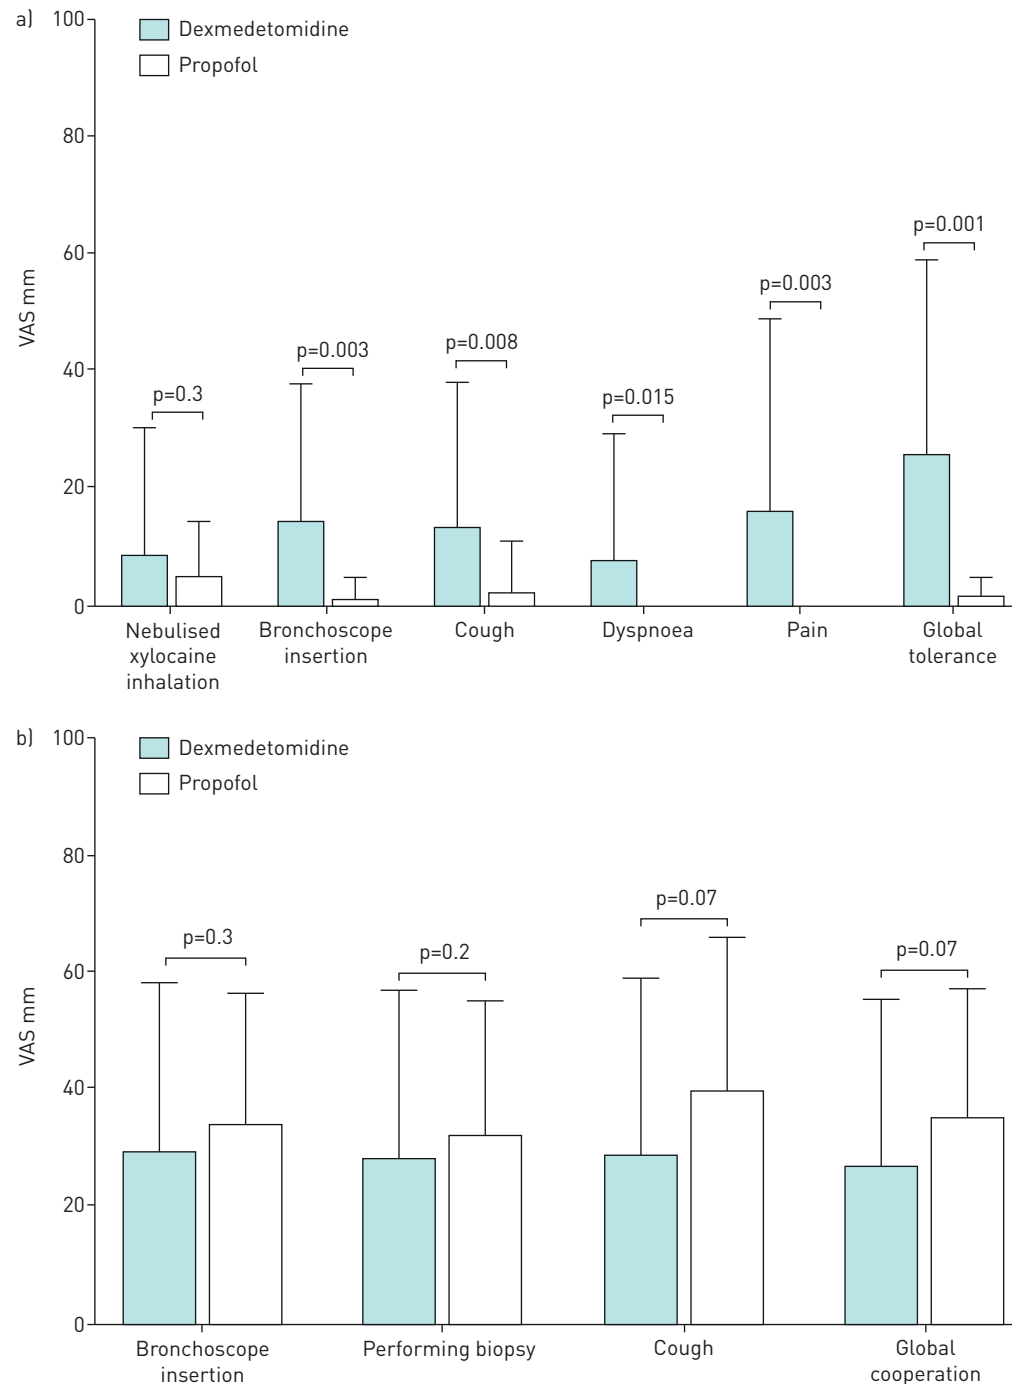 a)
100
80
60
40
20
0
VAS mm
Dexmedetomidine
Propofol
p=0.3
p=0.003
p=0.008
p=0.015
p=0.003
p=0.001
Nebulised
xylocaine
inhalation
Bronchoscope
insertion
Cough
Dyspnoea
Pain
Global
tolerance
b)
100
80
60
40
20
0
VAS mm
Dexmedetomidine
Propofol
p=0.3
p=0.2
p=0.07
p=0.07
Bronchoscope
insertion
Performing biopsy
Cough
Global
cooperation